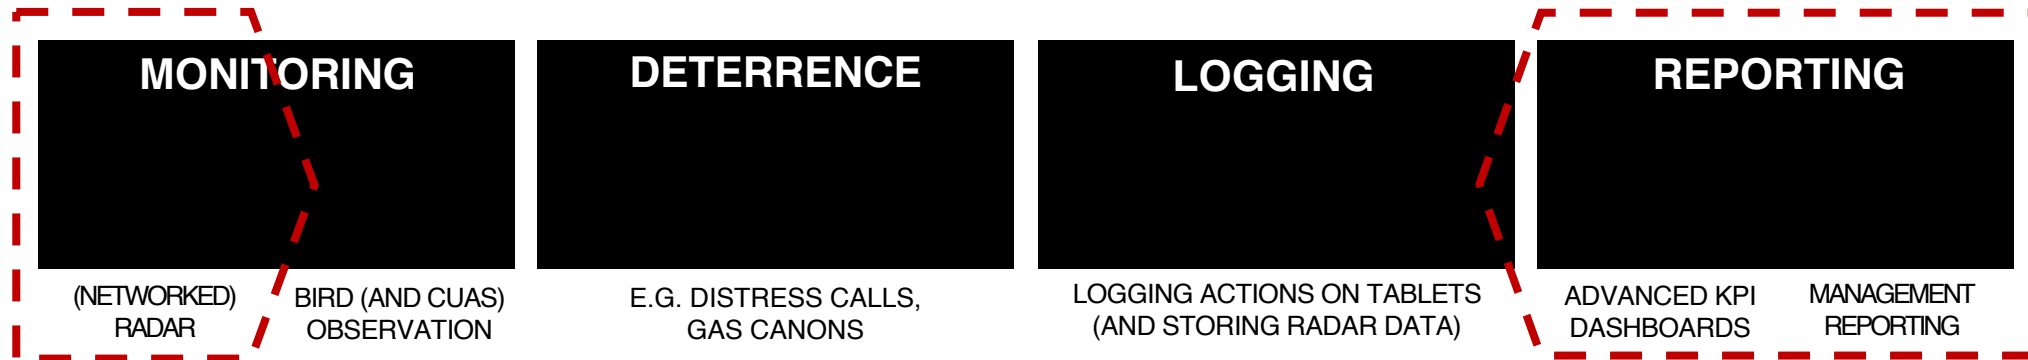 MONITORING
(NETWORKED)
RADAR
BIRD (AND CUAS)
OBSERVATION
DETERRENCE
E.G. DISTRESS CALLS,
GAS CANONS
LOGGING
LOGGING ACTIONS ON TABLETS
(AND STORING RADAR DATA)
REPORTING
ADVANCED KPI
DASHBOARDS
MANAGEMENT
REPORTING